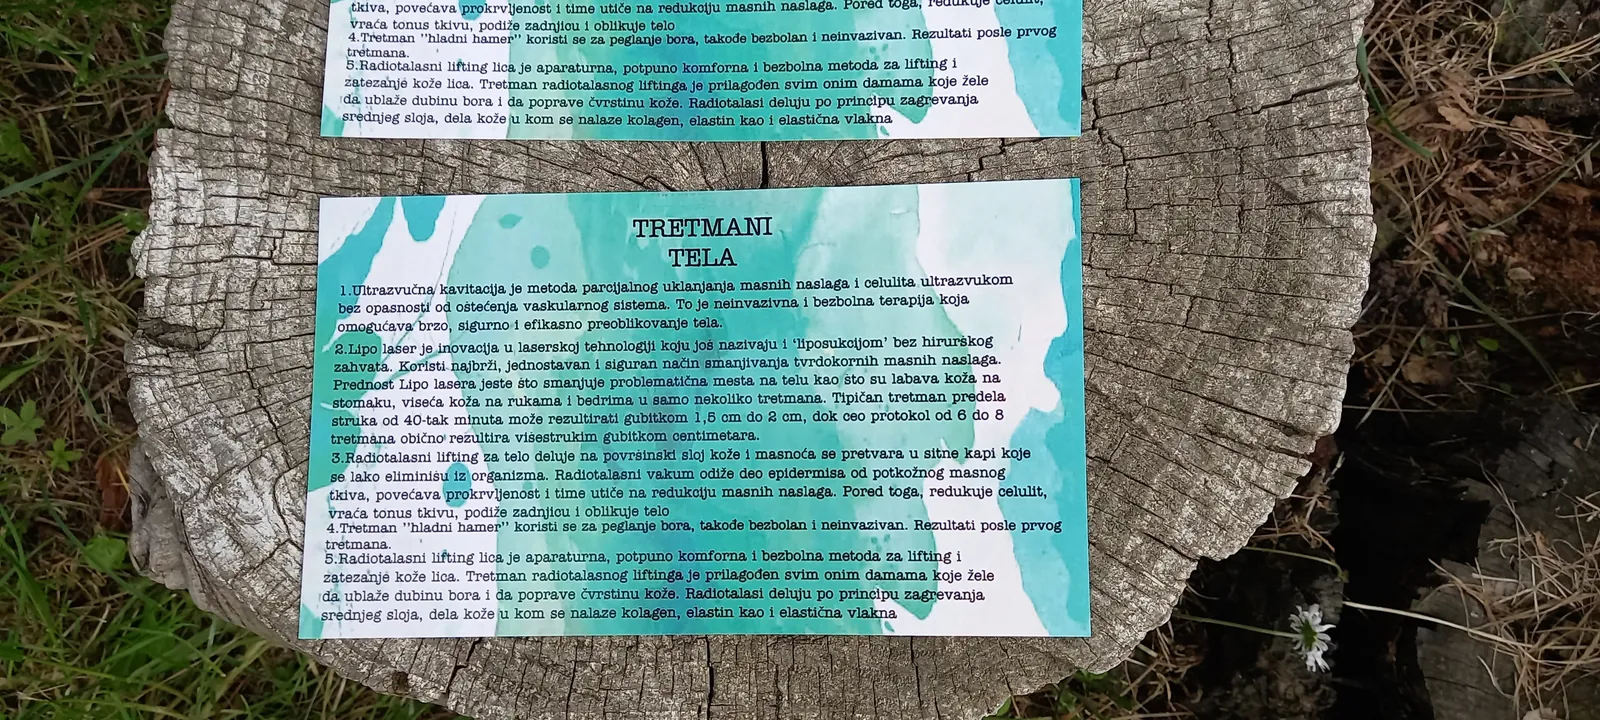 tkiva, povećava prokrvljenost i time utiče na redukciju masnih naslaga. Pored toga, redukuje celulit,
vraća tonus tkivu, podiže zadnjicu i oblikuje telo
4.Tretman "hladni hamer" koristi se za peglanje bora, takođe bezbolan i neinvazivan. Rezultati posle prvog
tretmana.
5.Radiotalasni lifting lica je aparaturna, potpuno komforna i bezbolna metoda za lifting i
zatezanje kože lica. Tretman radiotalasnog liftinga je prilagođen svim onim damama koje žele
da ublaže dubinu bora i da poprave čvrstinu kože. Radiotalasi deluju po principu zagrevanja
srednjeg sloja, dela kože u kom se nalaze kolagen, elastin kao i elastična vlakna
TRETMANI
TELA
1.Ultrazvučna kavitacija je metoda parcijalnog uklanjanja masnih naslaga i celulita ultrazvukom
bez opasnosti od oštećenja vaskularnog sistema. To je neinvazivna i bezbolna terapija koja
omogućava brzo, sigurno i efikasno preoblikovanje tela.
2.Lipo laser je inovacija u laserskoj tehnologiji koju još nazivaju i 'liposukcijom' bez hirurškog
zahvata. Koristi najbrži, jednostavan i siguran način smanjivanja tvrdokornih masnih naslaga.
Prednost Lipo lasera jeste što smanjuje problematična mesta na telu kao što su labava koža na
stomaku, viseća koža na rukama i bedrima u samo nekoliko tretmana. Tipičan tretman predela
struka od 40-tak minuta može rezultirati gubitkom 1,5 cm do 2 cm, dok ceo protokol od 6 do 8
tretmana obično rezultira višestrukim gubitkom centimetara.
3.Radiotalasni lifting za telo deluje na površinski sloj kože i masnoća se pretvara u sitne kapi koje
se lako eliminišu iz organizma. Radiotalasni vakum odiže deo epidermisa od potkožnog masnog
tkiva, povećava prokrvljenost i time utiče na redukciju masnih naslaga. Pored toga, redukuje celulit,
vraća tonus tkivu, podiže zadnjicu i oblikuje telo
4.Tretman "hladni hamer" koristi se za peglanje bora, takođe bezbolan i neinvazivan. Rezultati posle prvog
tretmana.
5.Radiotalasni lifting lica je aparaturna, potpuno komforna i bezbolna metoda za lifting i
zatezanje kože lica. Tretman radiotalasnog liftinga je prilagođen svim onim damama koje žele
da ublaže dubinu bora i da poprave čvrstinu kože. Radiotalasi deluju po principu zagrevanja
srednjeg sloja, dela kože u kom se nalaze kolagen, elastin kao i elastična vlakna